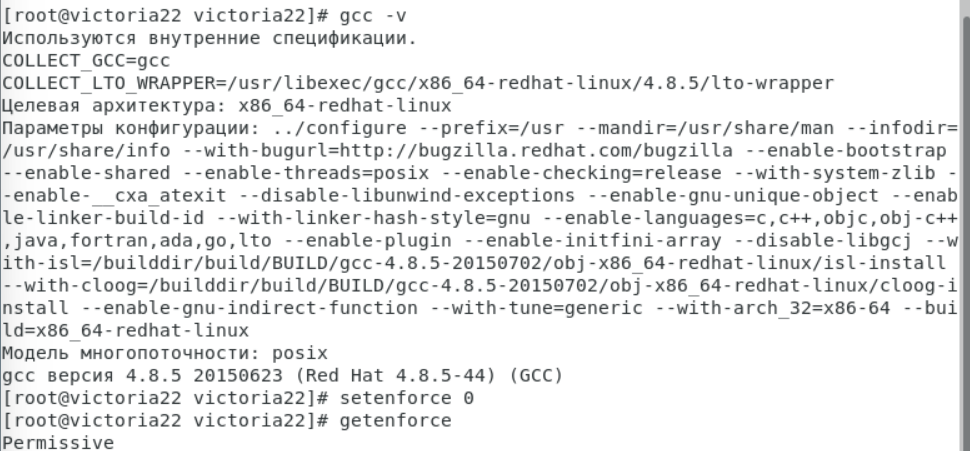 [root@victoria22 victoria22]# gcc -v
Используются внутренние спецификации.
COLLECT_GCC=gcc
COLLECT_LTO_WRAPPER=/usr/libexec/gcc/x86_64-redhat-linux/4.8.5/lto-wrapper
Целевая архитектура: x86_64-redhat-linux
Параметры конфигурации: ../configure --prefix=/usr --mandir=/usr/share/man --infodir=
/usr/share/info --with-bugurl=http://bugzilla.redhat.com/bugzilla --enable-bootstrap
--enable-shared --enable-threads=posix --enable-checking=release --with-system-zlib -
-enable-__cxa_atexit --disable-libunwind-exceptions --enable-gnu-unique-object --enab
le-linker-build-id --with-linker-hash-style=gnu --enable-languages=c,c++,objc,obj-c++
,java,fortran,ada,go,lto --enable-plugin --enable-initfini-array --disable-libgcj --w
ith-isl=/builddir/build/BUILD/gcc-4.8.5-20150702/obj-x86_64-redhat-linux/isl-install
--with-cloog=/builddir/build/BUILD/gcc-4.8.5-20150702/obj-x86_64-redhat-linux/cloog-i
nstall --enable-gnu-indirect-function --with-tune=generic --with-arch_32=x86-64 --bui
ld=x86_64-redhat-linux
Модель многопоточности: posix
gcc версия 4.8.5 20150623 (Red Hat 4.8.5-44) (GCC)
[root@victoria22 victoria22]# setenforce 0
[root@victoria22 victoria22]# getenforce
Permissive